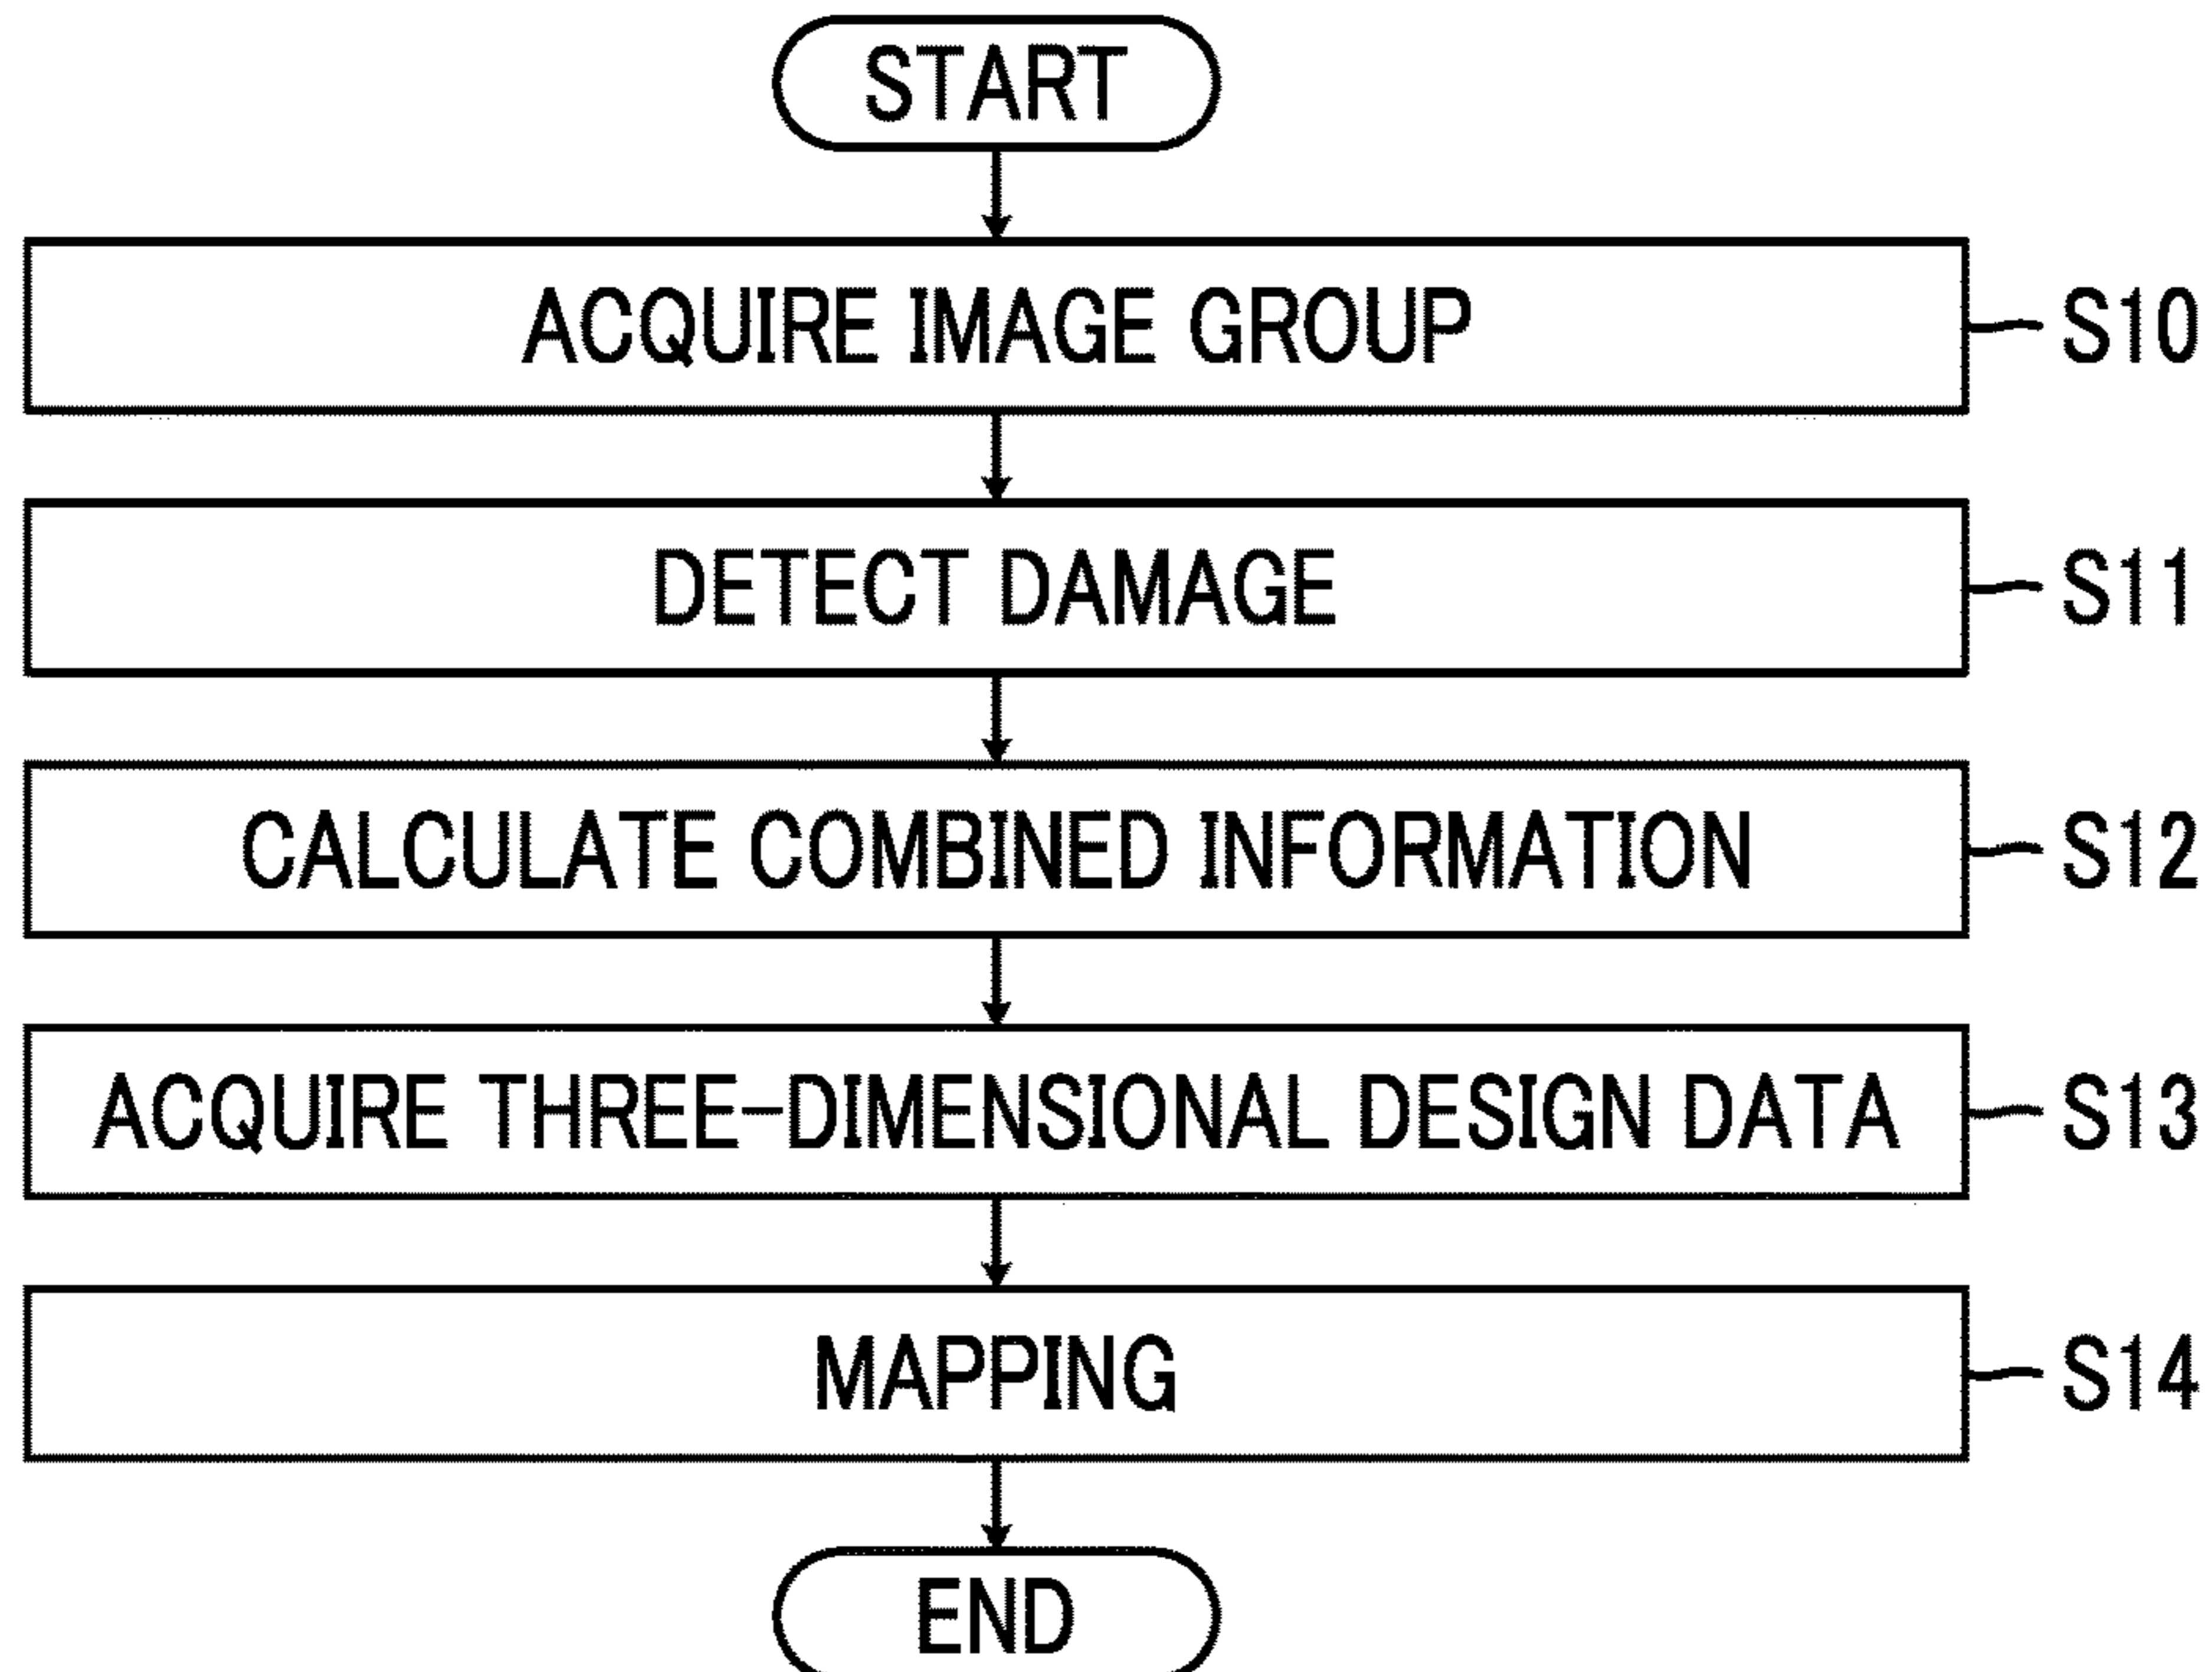 START
ACQUIRE IMAGE GROUP
S10
DETECT DAMAGE
S11
CALCULATE COMBINED INFORMATION
S12
ACQUIRE THREE-DIMENSIONAL DESIGN DATA
S13
MAPPING
S14
END